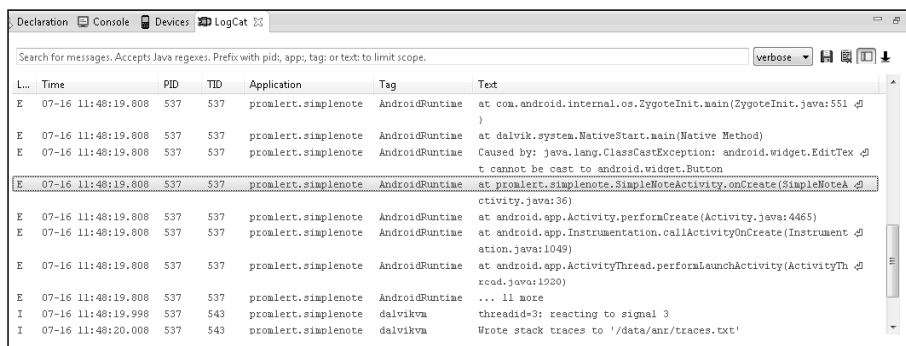 Declaration Console Devices LogCat
Search for messages. Accepts Java regexes. Prefix with pid:, app:, tag: or text: to limit scope. verbose
L... Time PID TID Application Tag Text
E 07-16 11:48:19.808 537 537 promlert.simplenote AndroidRuntime at com.android.internal.os.ZygoteInit.main(ZygoteInit.java:551
)
E 07-16 11:48:19.808 537 537 promlert.simplenote AndroidRuntime at dalvik.system.NativeStart.main(Native Method)
E 07-16 11:48:19.808 537 537 promlert.simplenote AndroidRuntime Caused by: java.lang.ClassCastException: android.widget.EditTex
t cannot be cast to android.widget.Button
E 07-16 11:48:19.808 537 537 promlert.simplenote AndroidRuntime at promlert.simplenote.SimpleNoteActivity.onCreate(SimpleNoteA
ctivity.java:36)
E 07-16 11:48:19.808 537 537 promlert.simplenote AndroidRuntime at android.app.Activity.performCreate(Activity.java:4465)
E 07-16 11:48:19.808 537 537 promlert.simplenote AndroidRuntime at android.app.Instrumentation.callActivityOnCreate(Instrument
ation.java:1049)
E 07-16 11:48:19.808 537 537 promlert.simplenote AndroidRuntime at android.app.ActivityThread.performLaunchActivity(ActivityTh
read.java:1920)
E 07-16 11:48:19.808 537 537 promlert.simplenote AndroidRuntime ... 11 more
I 07-16 11:48:19.998 537 543 promlert.simplenote dalvikvm threadid=3: reacting to signal 3
I 07-16 11:48:20.008 537 543 promlert.simplenote dalvikvm Wrote stack traces to '/data/anr/traces.txt'